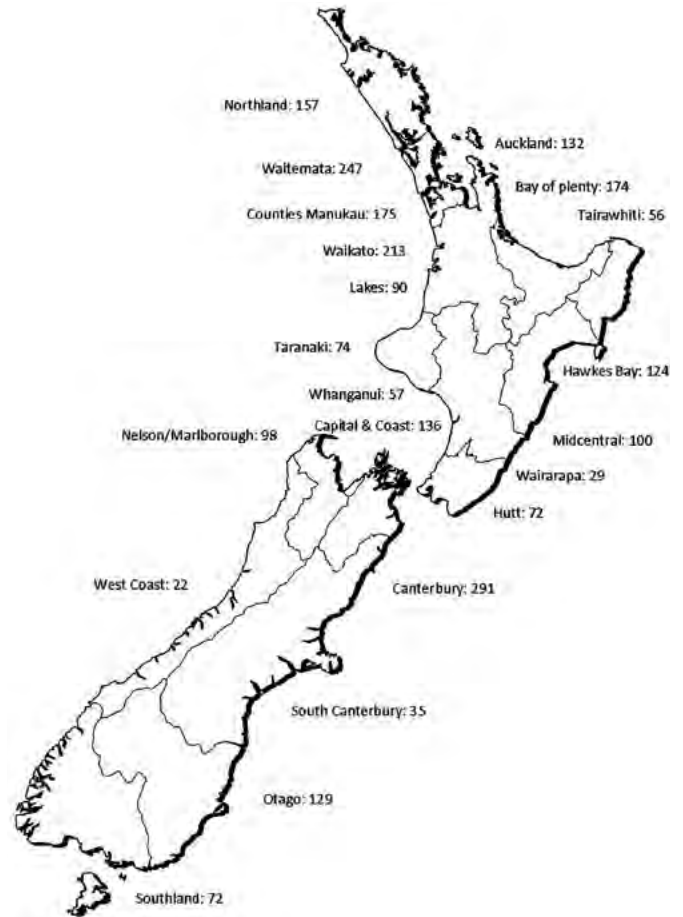 Northland: 157
Auckland: 132
Waitemata: 247
Bay of plenty: 174
Counties Manukau: 175
Tairawhiti: 56
Waikato: 213
Lakes: 90
Taranaki: 74
Hawkes Bay: 124
Whanganui: 57
Capital & Coast: 136
Nelson/Marlborough: 98
Midcentral: 100
Wairarapa: 29
Hutt: 72
West Coast: 22
Canterbury: 291
South Canterbury: 35
Otago: 129
Southland: 72